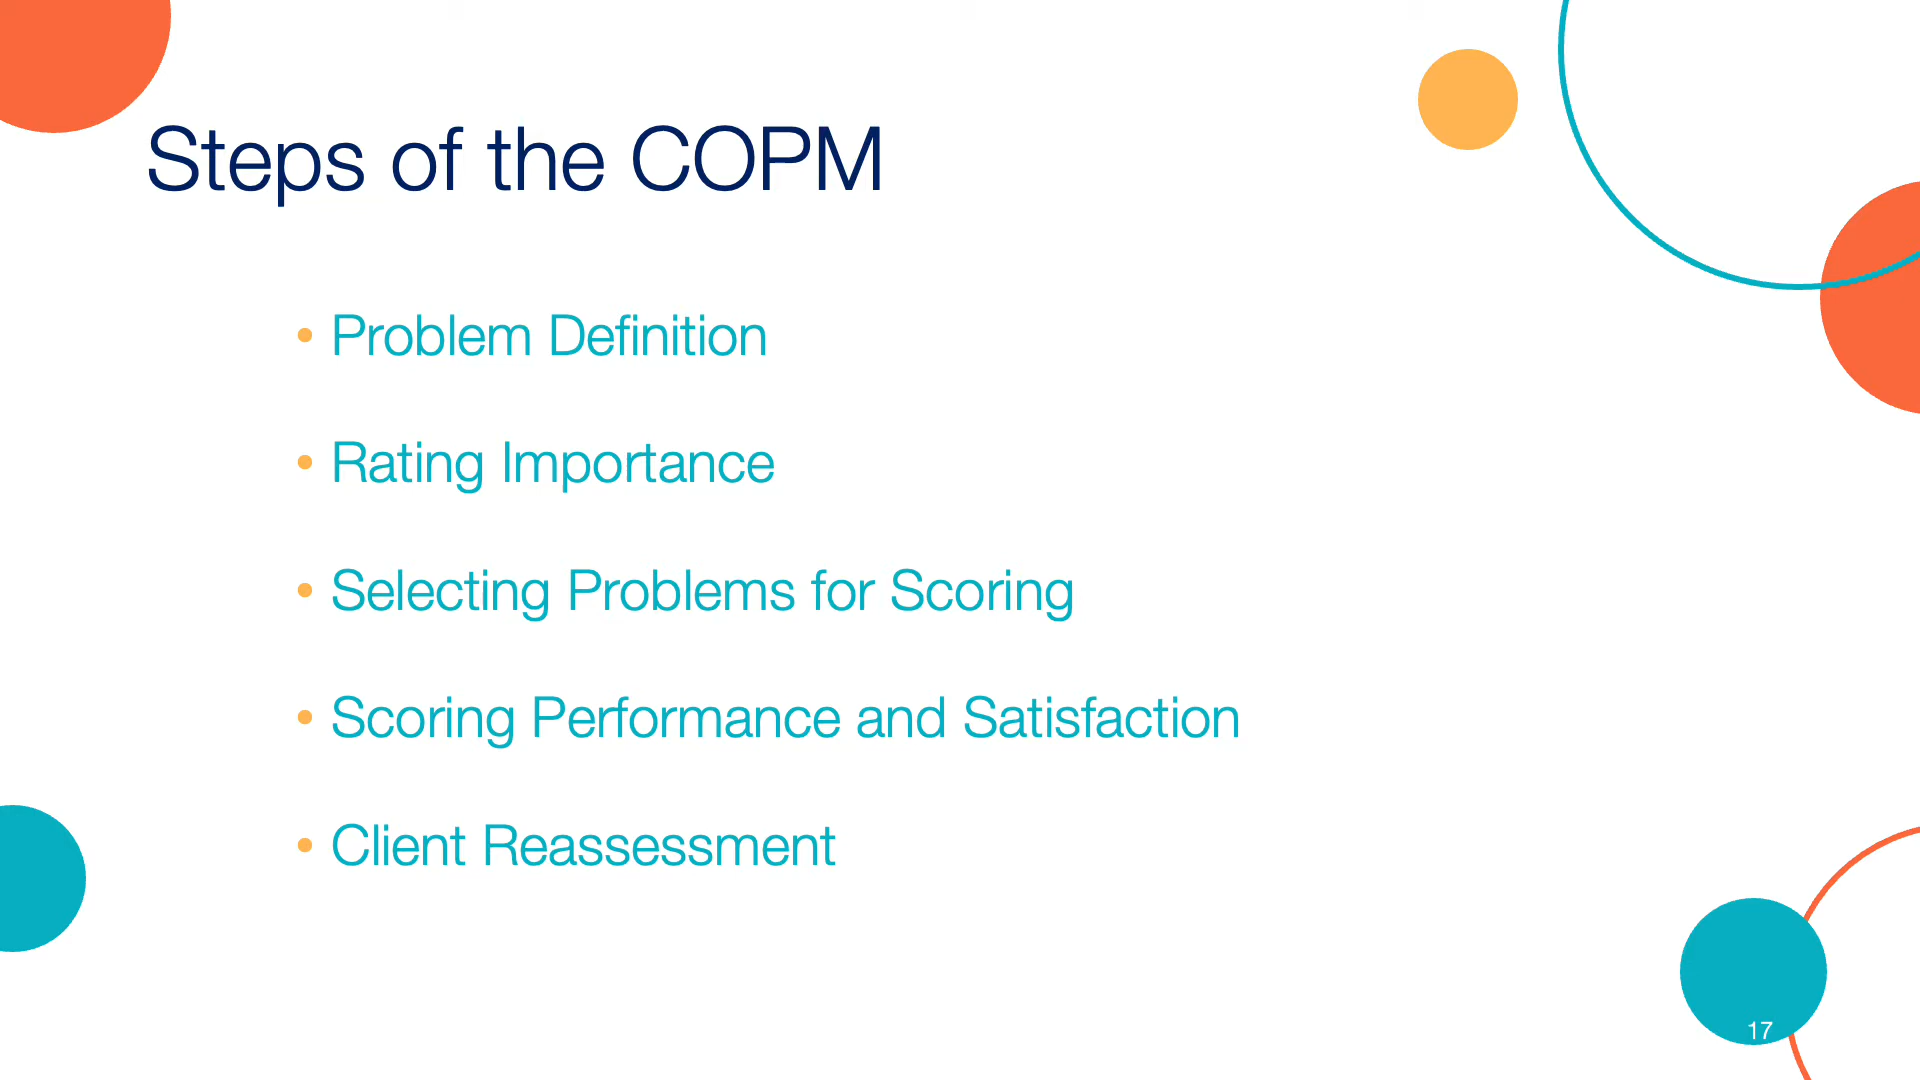 Steps of the COPM
• Problem Definition
• Rating Importance
• Selecting Problems for Scoring
• Scoring Performance and Satisfaction
• Client Reassessment
17